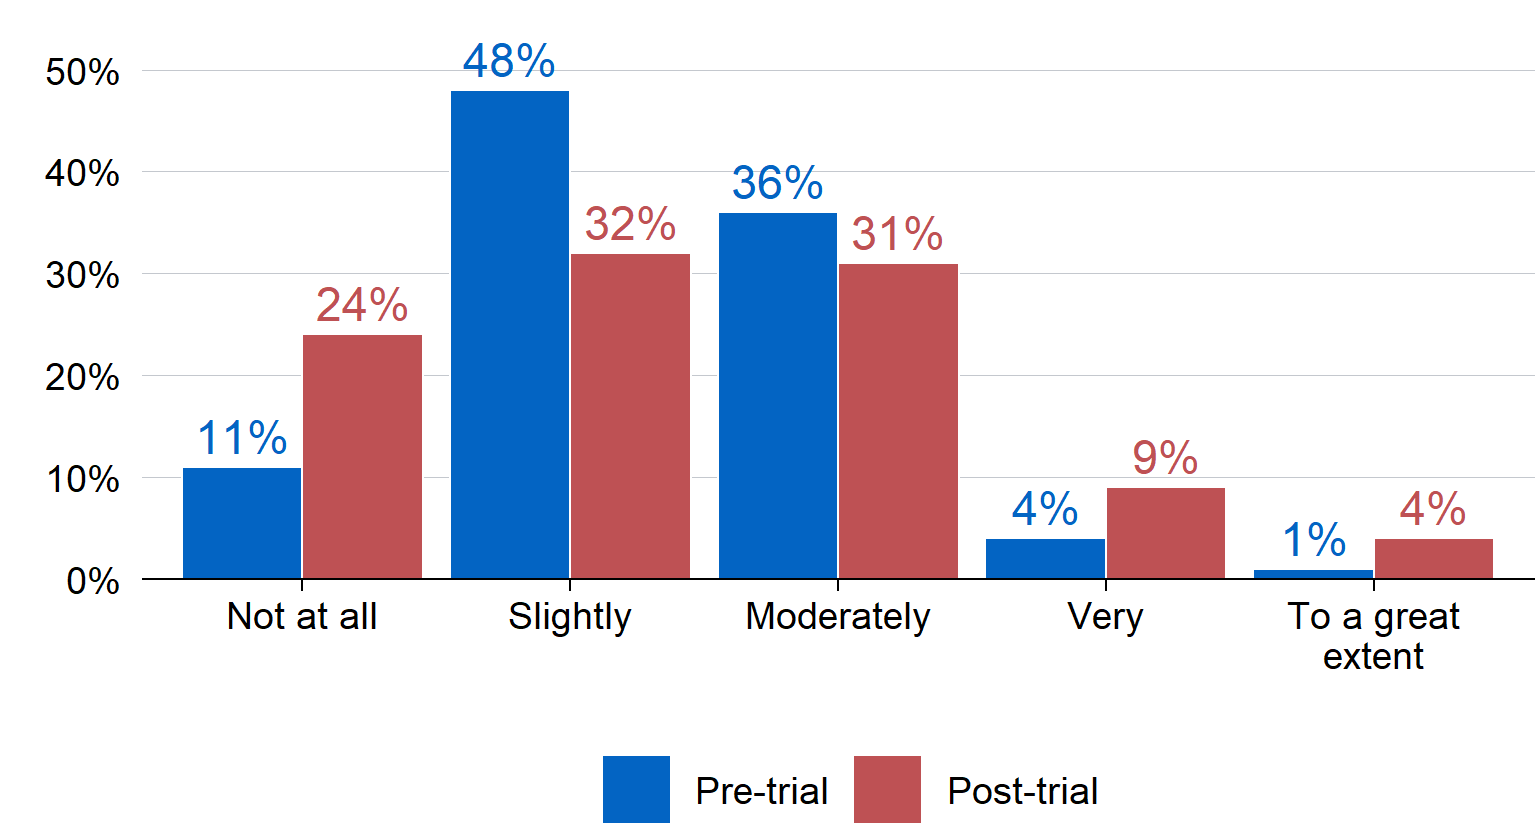 50%
40%
30%
20%
10%
0%
11%
24%
48%
32%
36%
31%
4%
9%
1%
4%
Not at all
Slightly
Moderately
Very
To a great
extent
Pre-trial
Post-trial